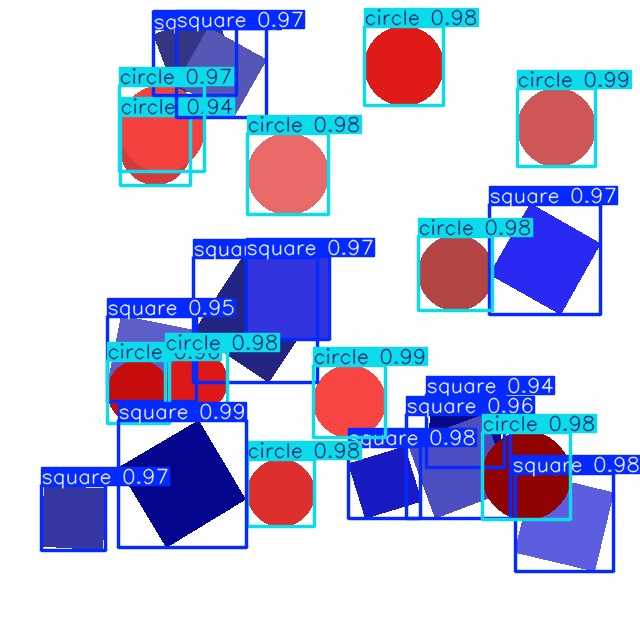 circle 0.98
square 0.97
circle 0.97
circle 0.99
circle 0.94
circle 0.98
square 0.97
circle 0.98
square 0.97
square 0.95
circle 0.98
circle 0.99
square 0.94
square 0.96
square 0.99
circle 0.98
square 0.98
circle 0.98
square 0.98
square 0.97